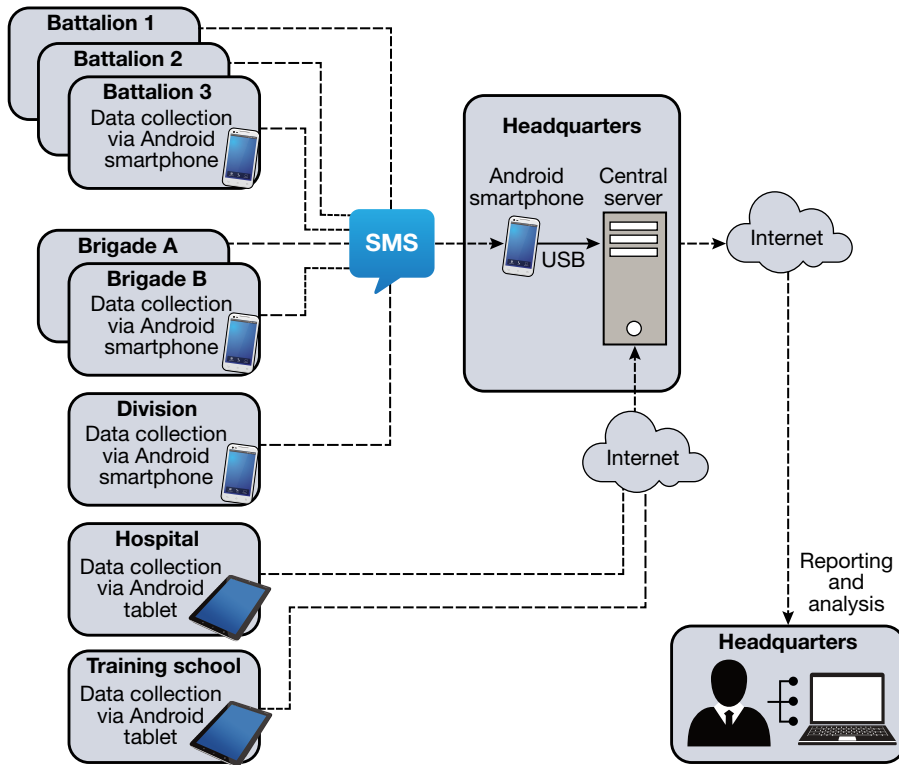 Battalion 1
Battalion 2
Battalion 3
Data collection
via Android
smartphone
Brigade A
Brigade B
Data collection
via Android
smartphone
Division
Data collection
via Android
smartphone
Hospital
Data collection
via Android
tablet
Training school
Data collection
via Android
tablet
SMS
Headquarters
Android
smartphone
USB
Central
server
Internet
Internet
Reporting
and
analysis
Headquarters